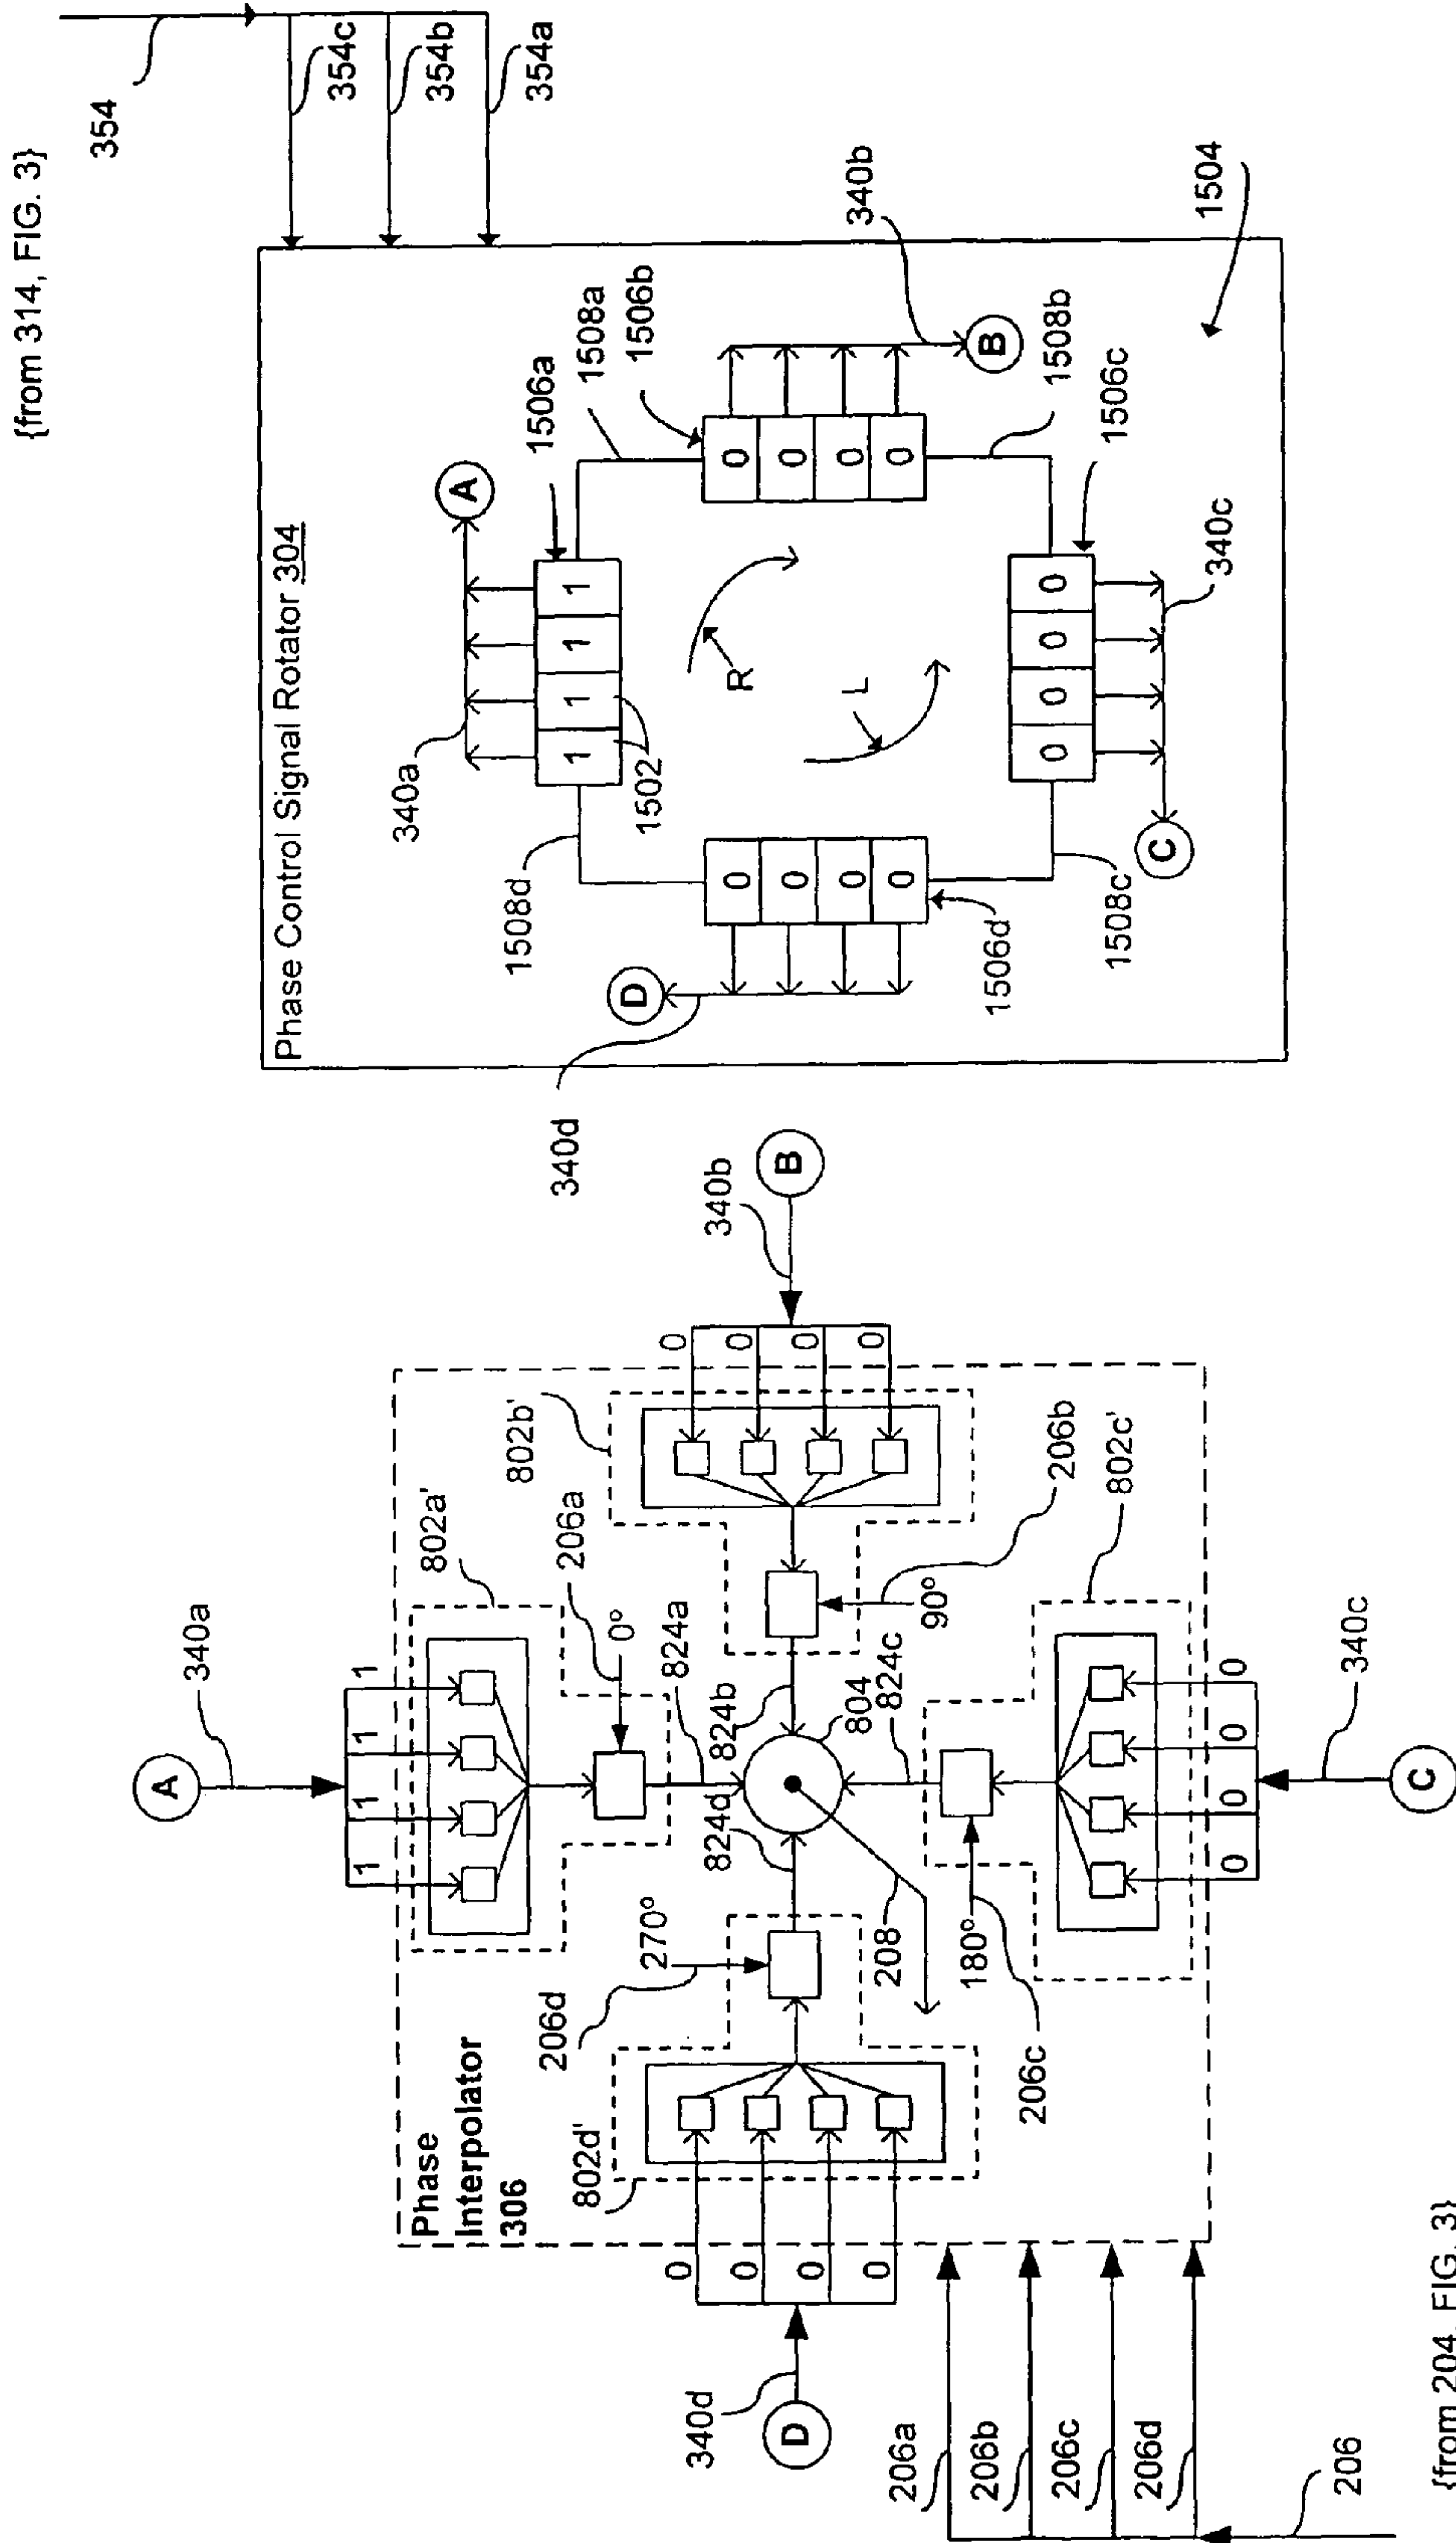 {from 314, FIG. 3}
354
354c
354b
354a
Phase Control Signal Rotator 304
340a
A
1506a
1508a
1506b
1 1 1 1
1502
1508d
R
L
0
0
0
0
340b
B
1508b
1506c
0 0 0 0
340c
C
1508c
1506d
0
0
0
0
D
340d
1504
Phase
Interpolator
306
A
340a
1 1 1 1
802a'
206a
0°
824a
802b'
0
0
0
0
340b
B
206b
90°
824b
804
824c
802c'
0 0 0 0
340c
C
180°
206c
208
824d
270°
206d
802d'
0
0
0
0
340d
D
206a
206b
206c
206d
206
{from 204, FIG. 3}